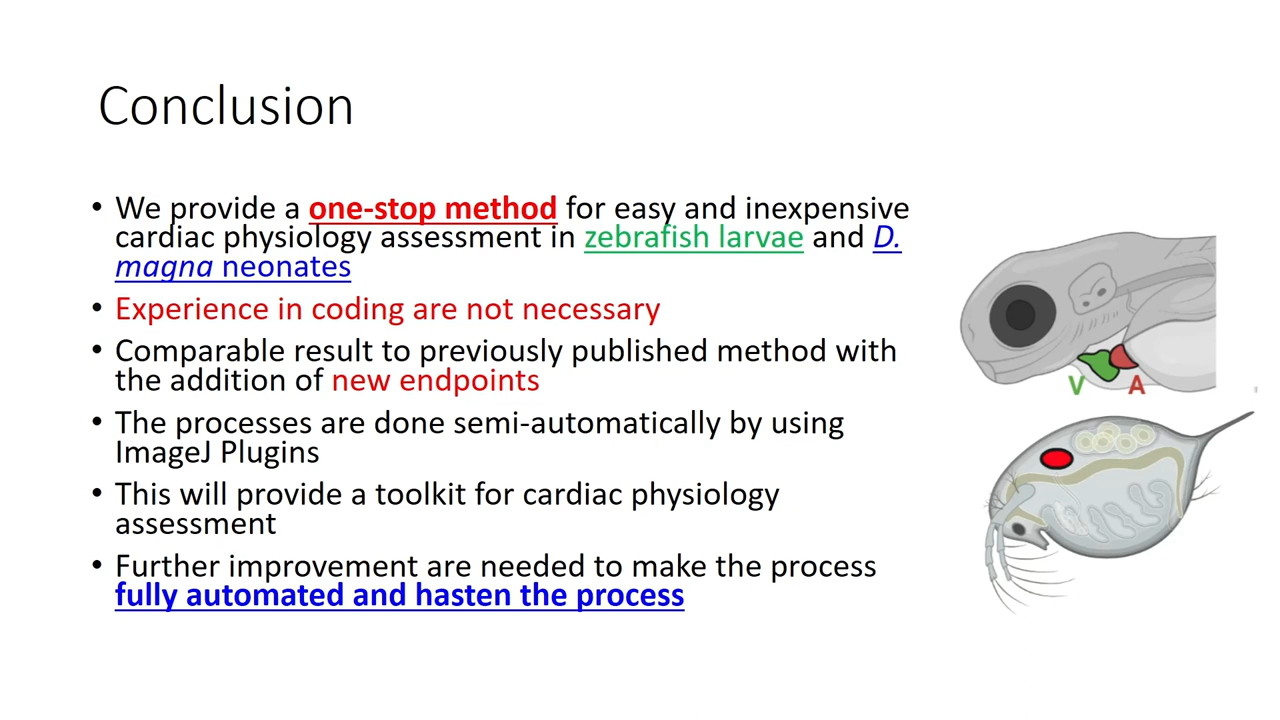 Conclusion
• We provide a one-stop method for easy and inexpensive
cardiac physiology assessment in zebrafish larvae and D.
magna neonates
• Experience in coding are not necessary
• Comparable result to previously published method with
the addition of new endpoints
• The processes are done semi-automatically by using
ImageJ Plugins
• This will provide a toolkit for cardiac physiology
assessment
• Further improvement are needed to make the process
fully automated and hasten the process
V A